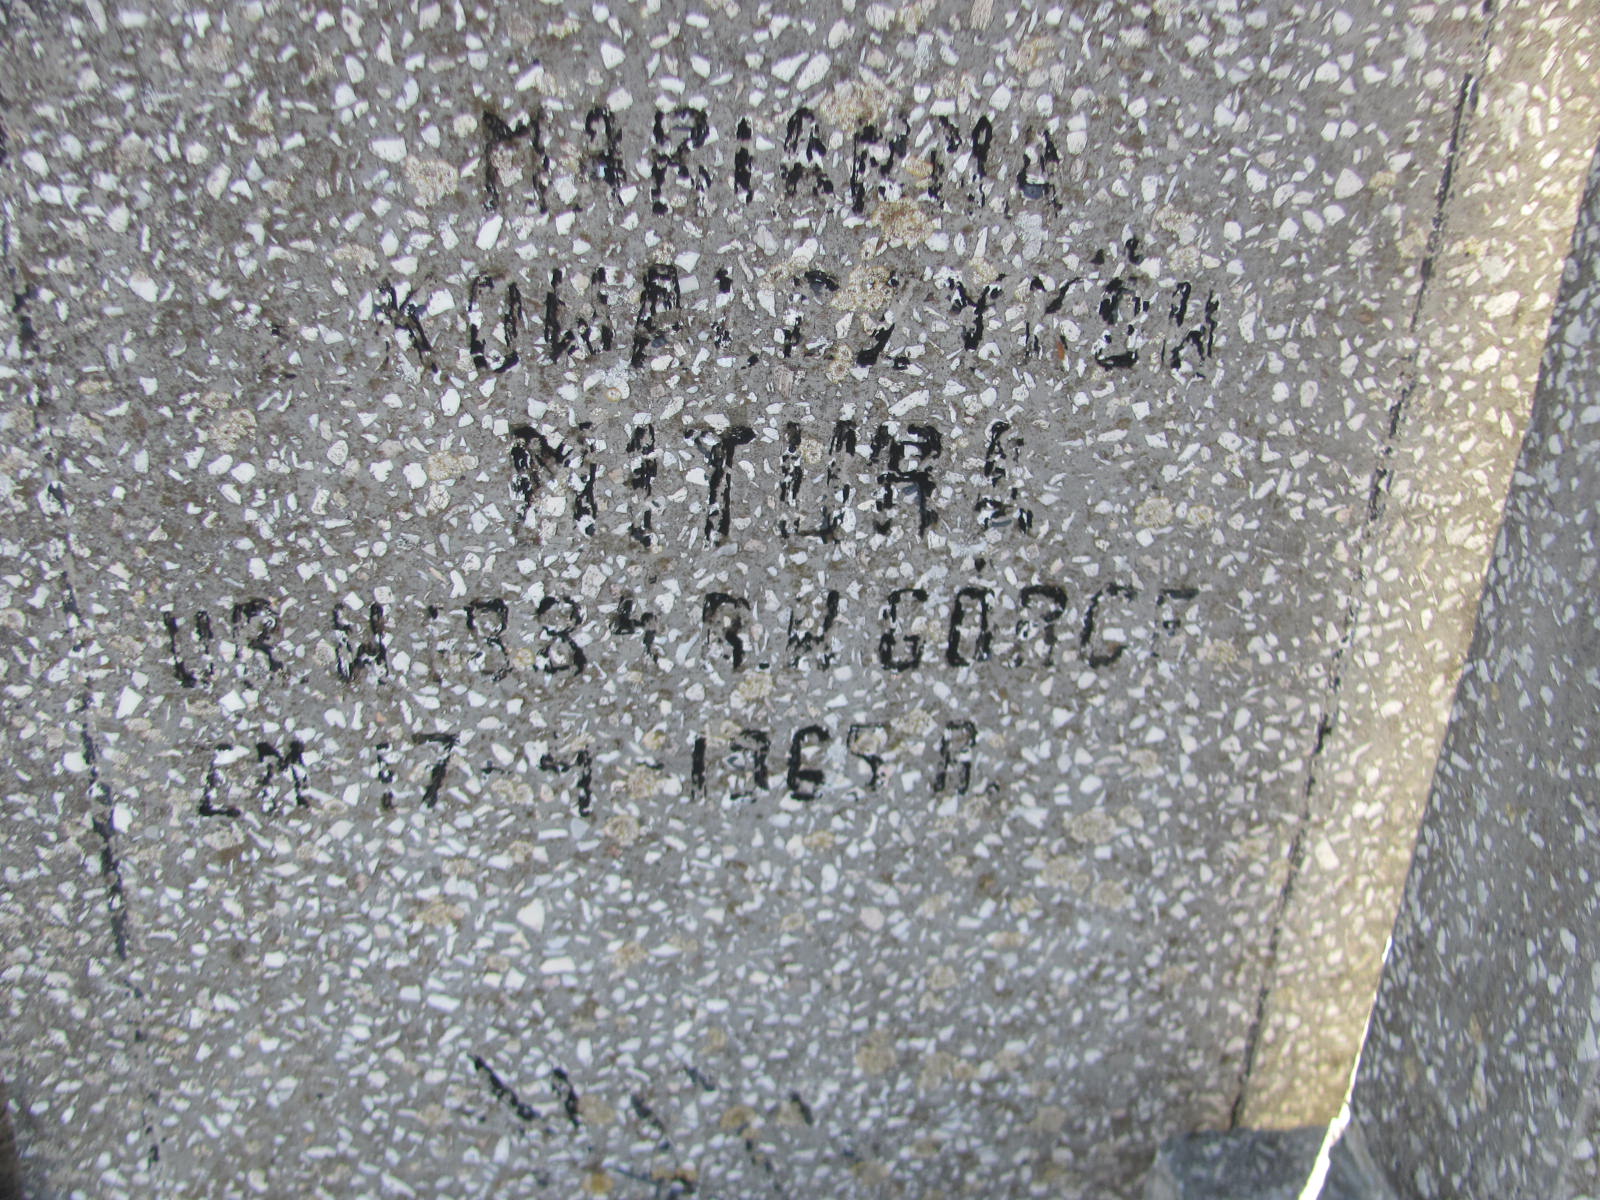 MARIANNA
KOWALCZYKÓW
MITURA
UR W 1884 R.W GÓRCE
ZM 17-4-1965 R.